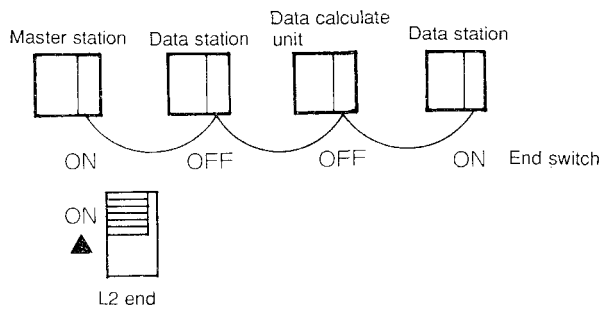 Master station
Data station
Data calculate
unit
Data station
ON
OFF
OFF
ON
End switch
ON
L2 end